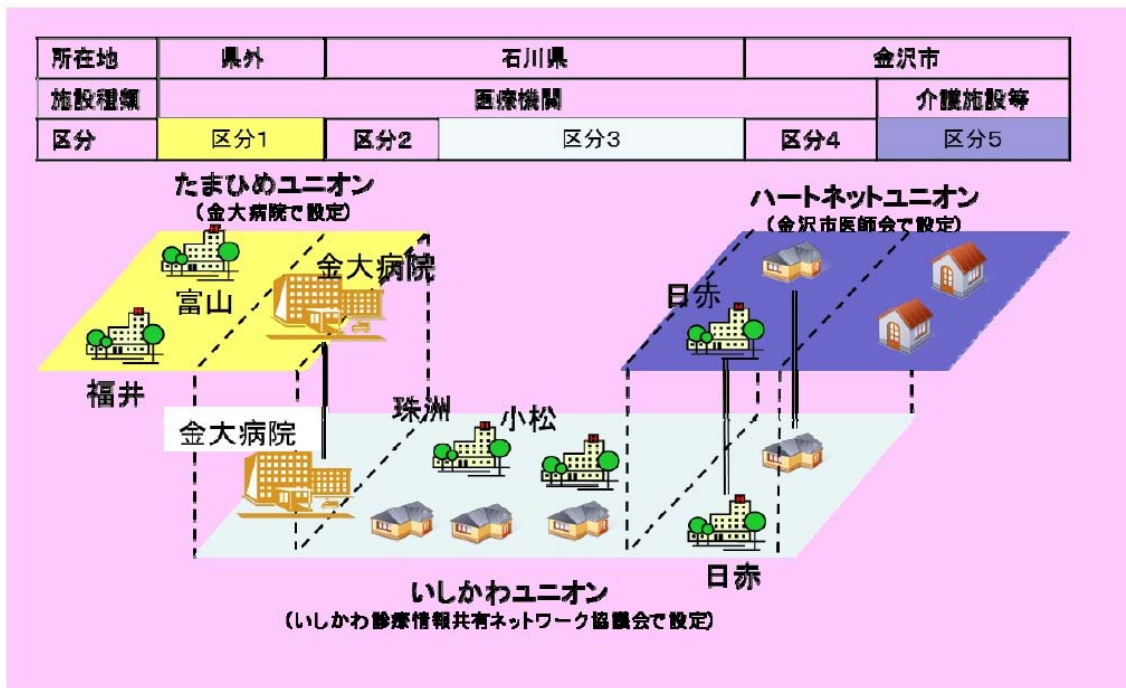 所在地 県外 石川県 金沢市
施設種類 医療機関 介護施設等
区分 区分1 区分2 区分3 区分4 区分5
たまひめユニオン
(金大病院で設定)
ハートネットユニオン
(金沢市医師会で設定)
金大病院
富山
日赤
福井
珠洲
小松
金大病院
日赤
いしかわユニオン
(いしかわ診療情報共有ネットワーク協議会で設定)